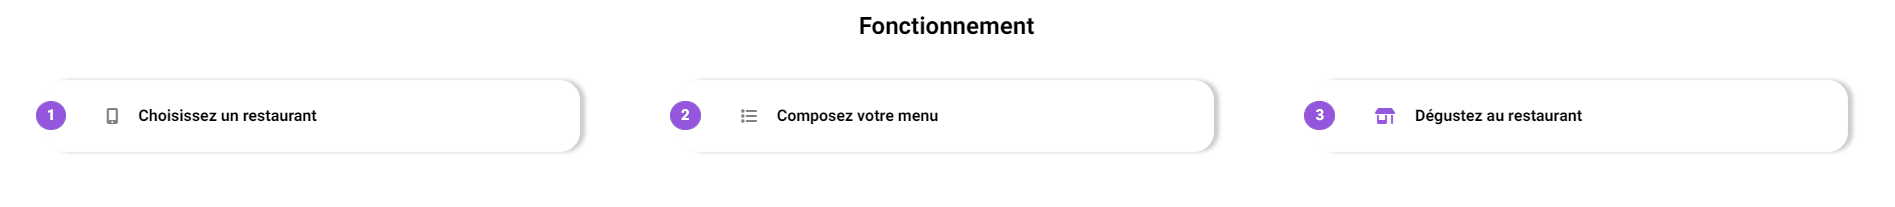 Fonctionnement
1 Choisissez un restaurant
2 Composez votre menu
3 Dégustez au restaurant